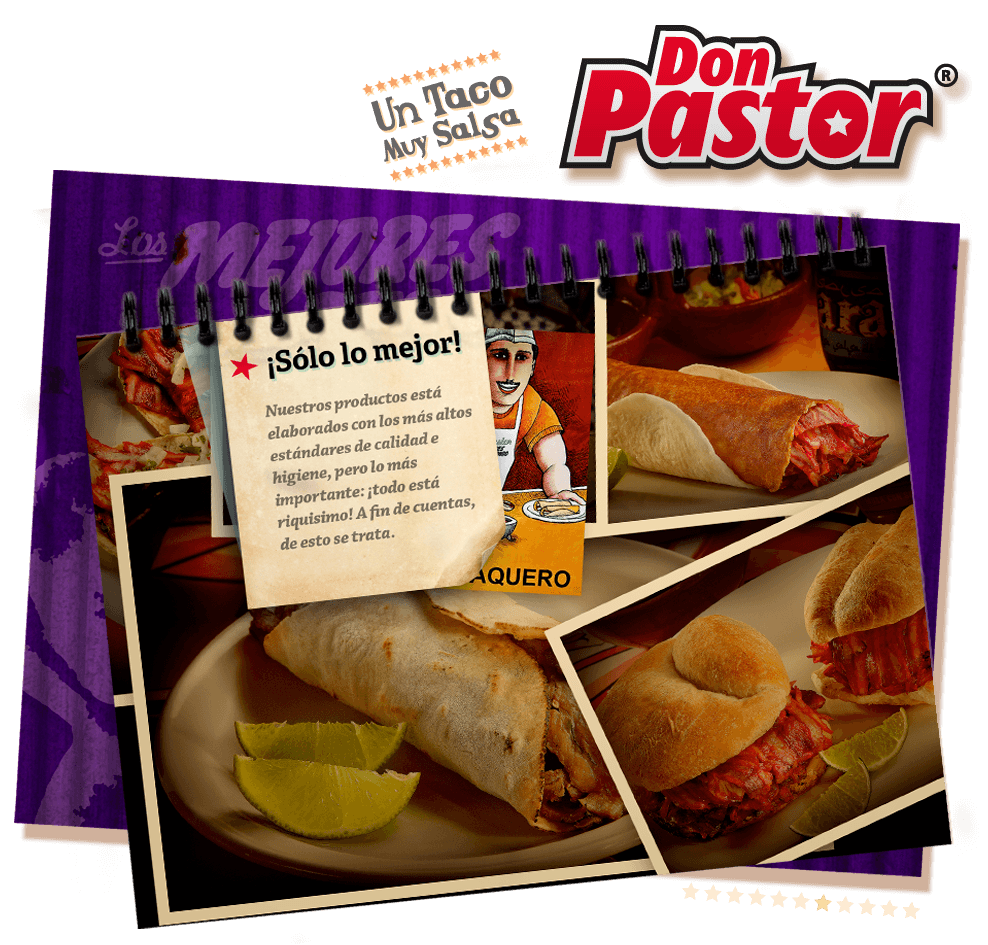 Un Taco
Muy Salsa
Don
Pastor®
Los
MEJORES
¡Sólo lo mejor!
Nuestros productos está
elaborados con los más altos
estándares de calidad e
higiene, pero lo más
importante: ¡todo está
riquisimo! A fin de cuentas,
de esto se trata.
AQUERO